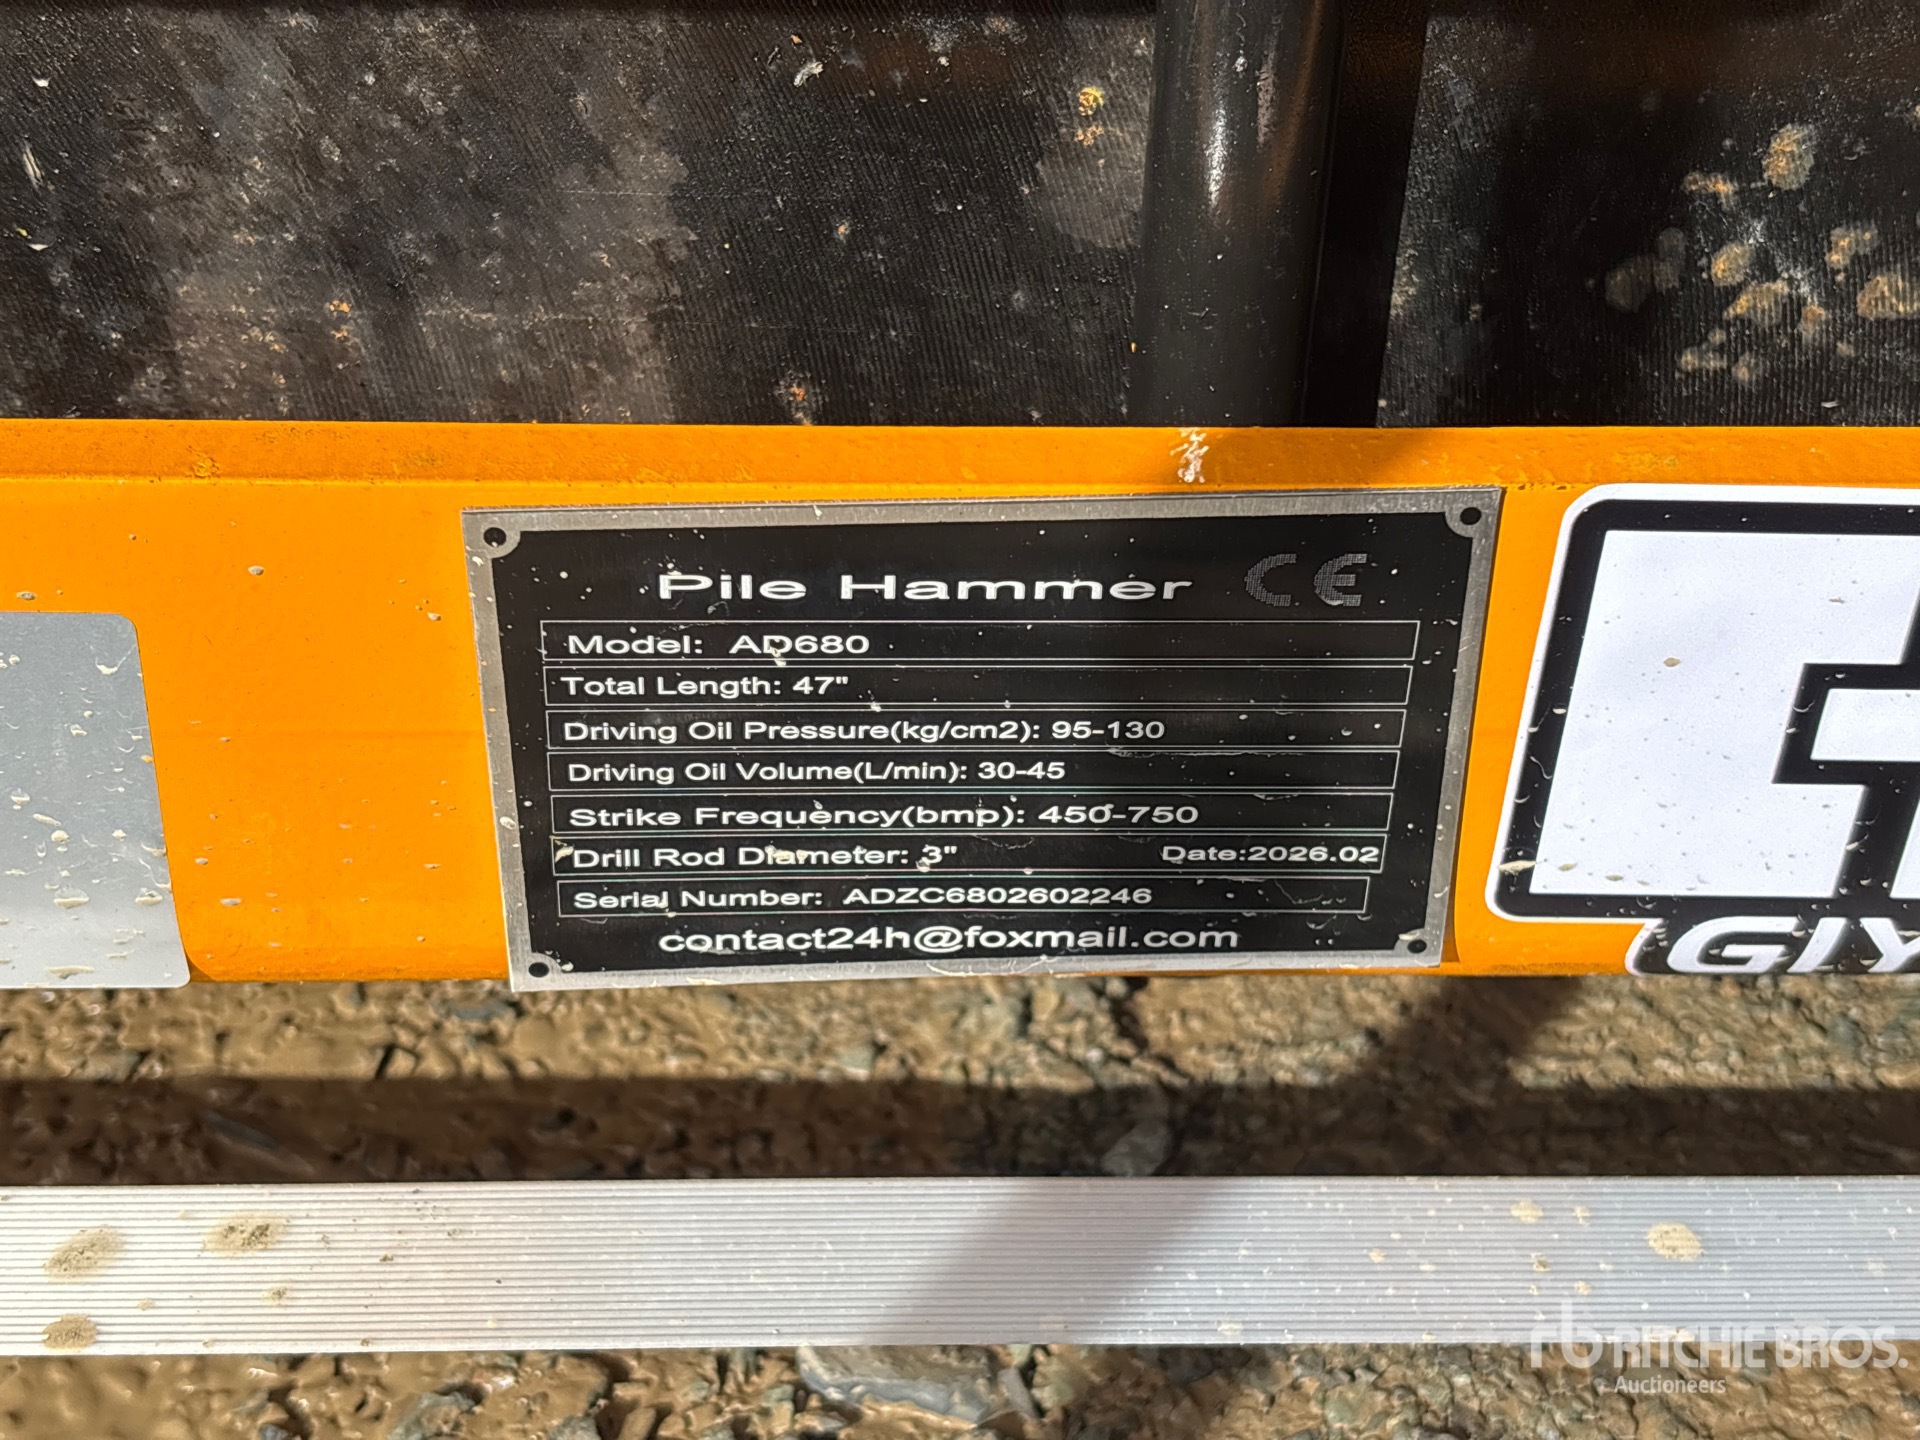 Pile Hammer CE
Model: AD680
Total Length: 47"
Driving Oil Pressure(kg/cm2): 95-130
Driving Oil Volume(L/min): 30-45
Strike Frequency(bmp): 450-750
Drill Rod Diameter: 3" Date:2026.02
Serial Number: ADZC6802602246
contact24h@foxmail.com
GIY
rb RITCHIE BROS.
Auctioneers